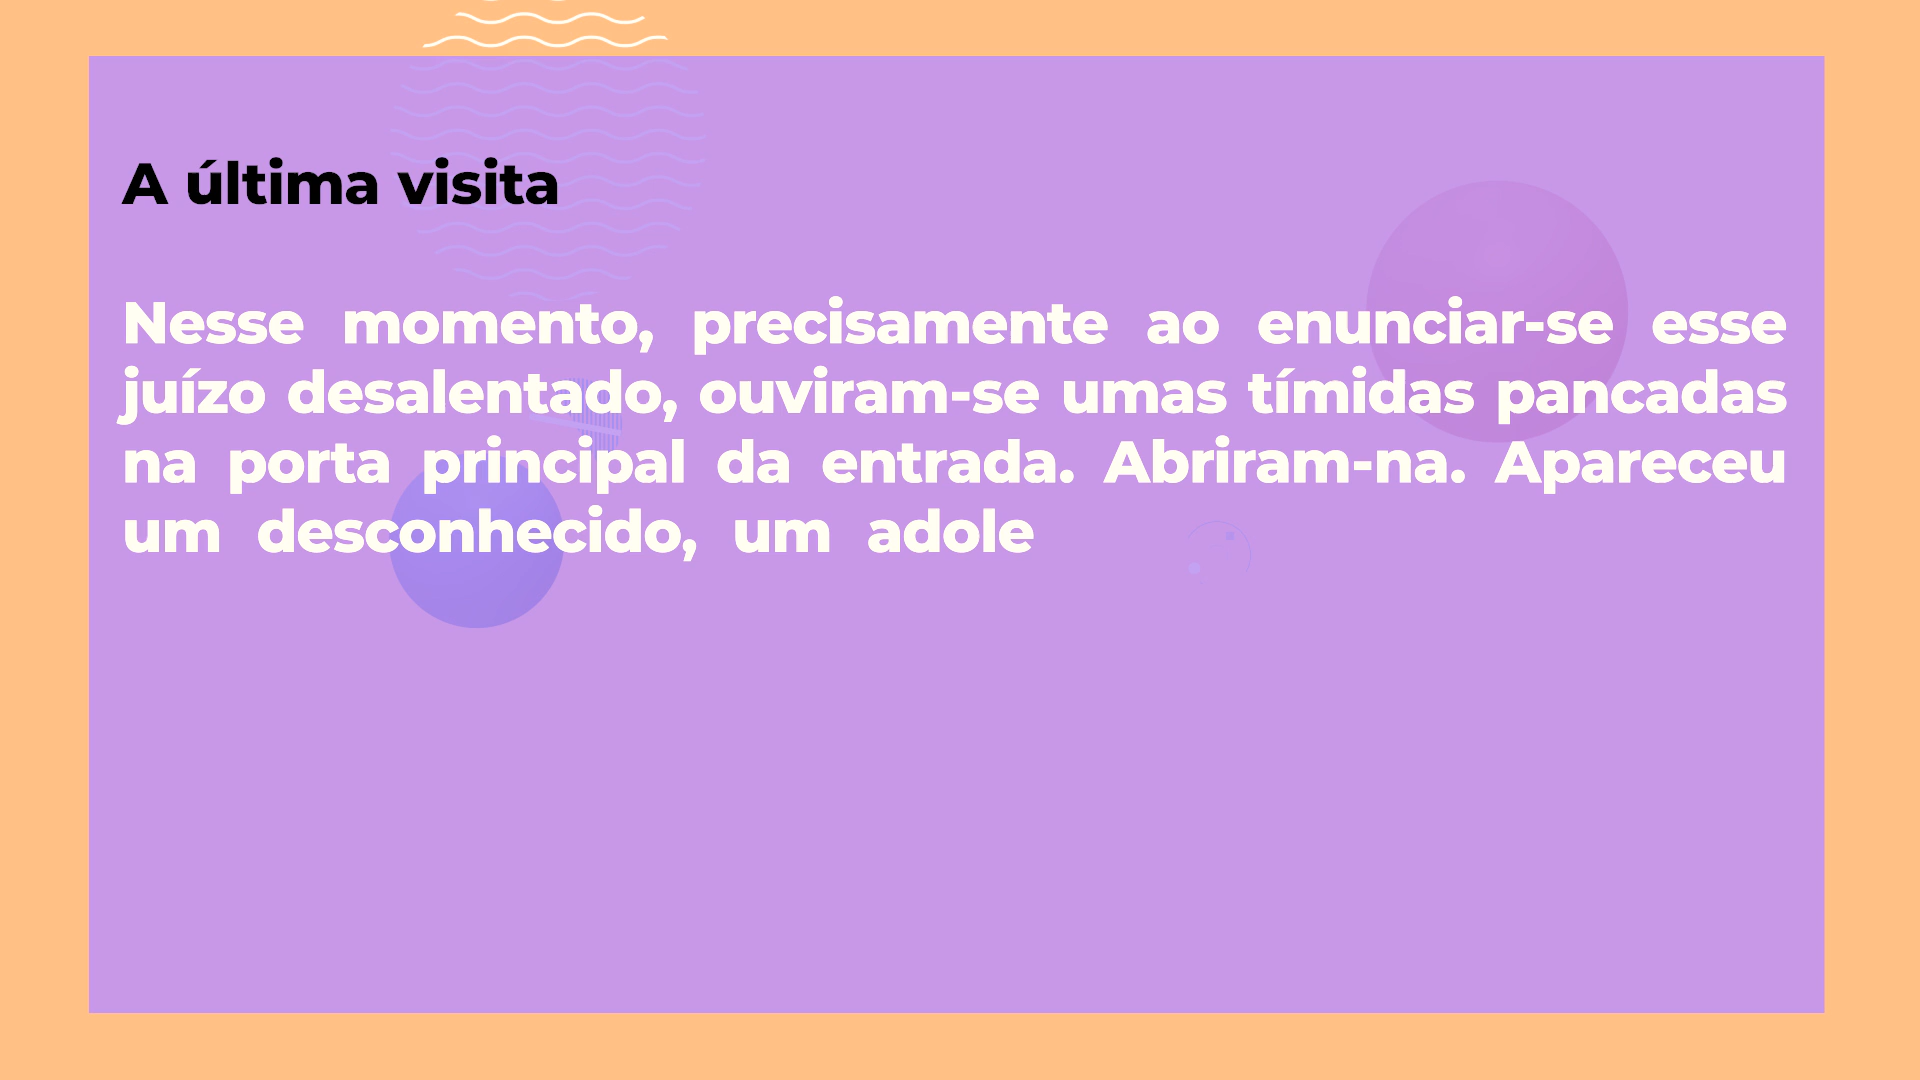 A última visita
Nesse momento, precisamente ao enunciar-se esse
juízo desalentado, ouviram-se umas tímidas pancadas
na porta principal da entrada. Abriram-na. Apareceu
um desconhecido, um adole